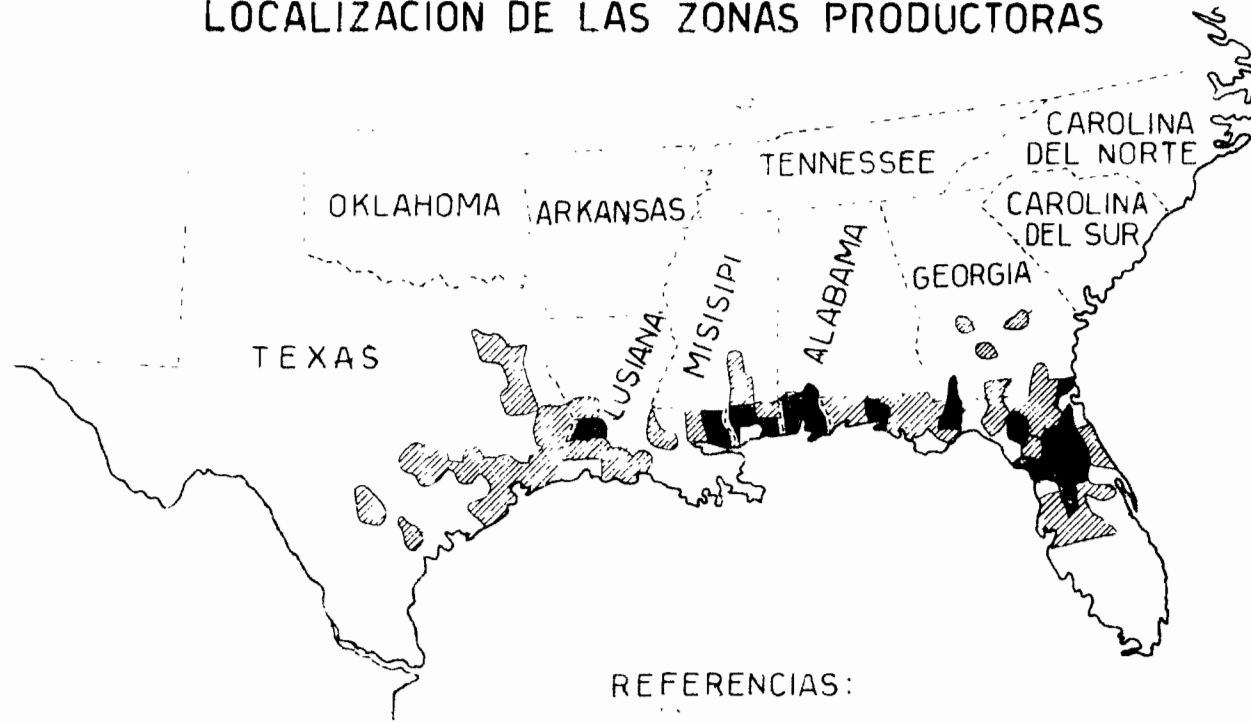 LOCALIZACION DE LAS ZONAS PRODUCTORAS
CAROLINA
DEL NORTE
TENNESSEE
OKLAHOMA
ARKANSAS
CAROLINA
DEL SUR
MISISIPI
ALABAMA
GEORGIA
TEXAS
LUSIANA
REFERENCIAS: